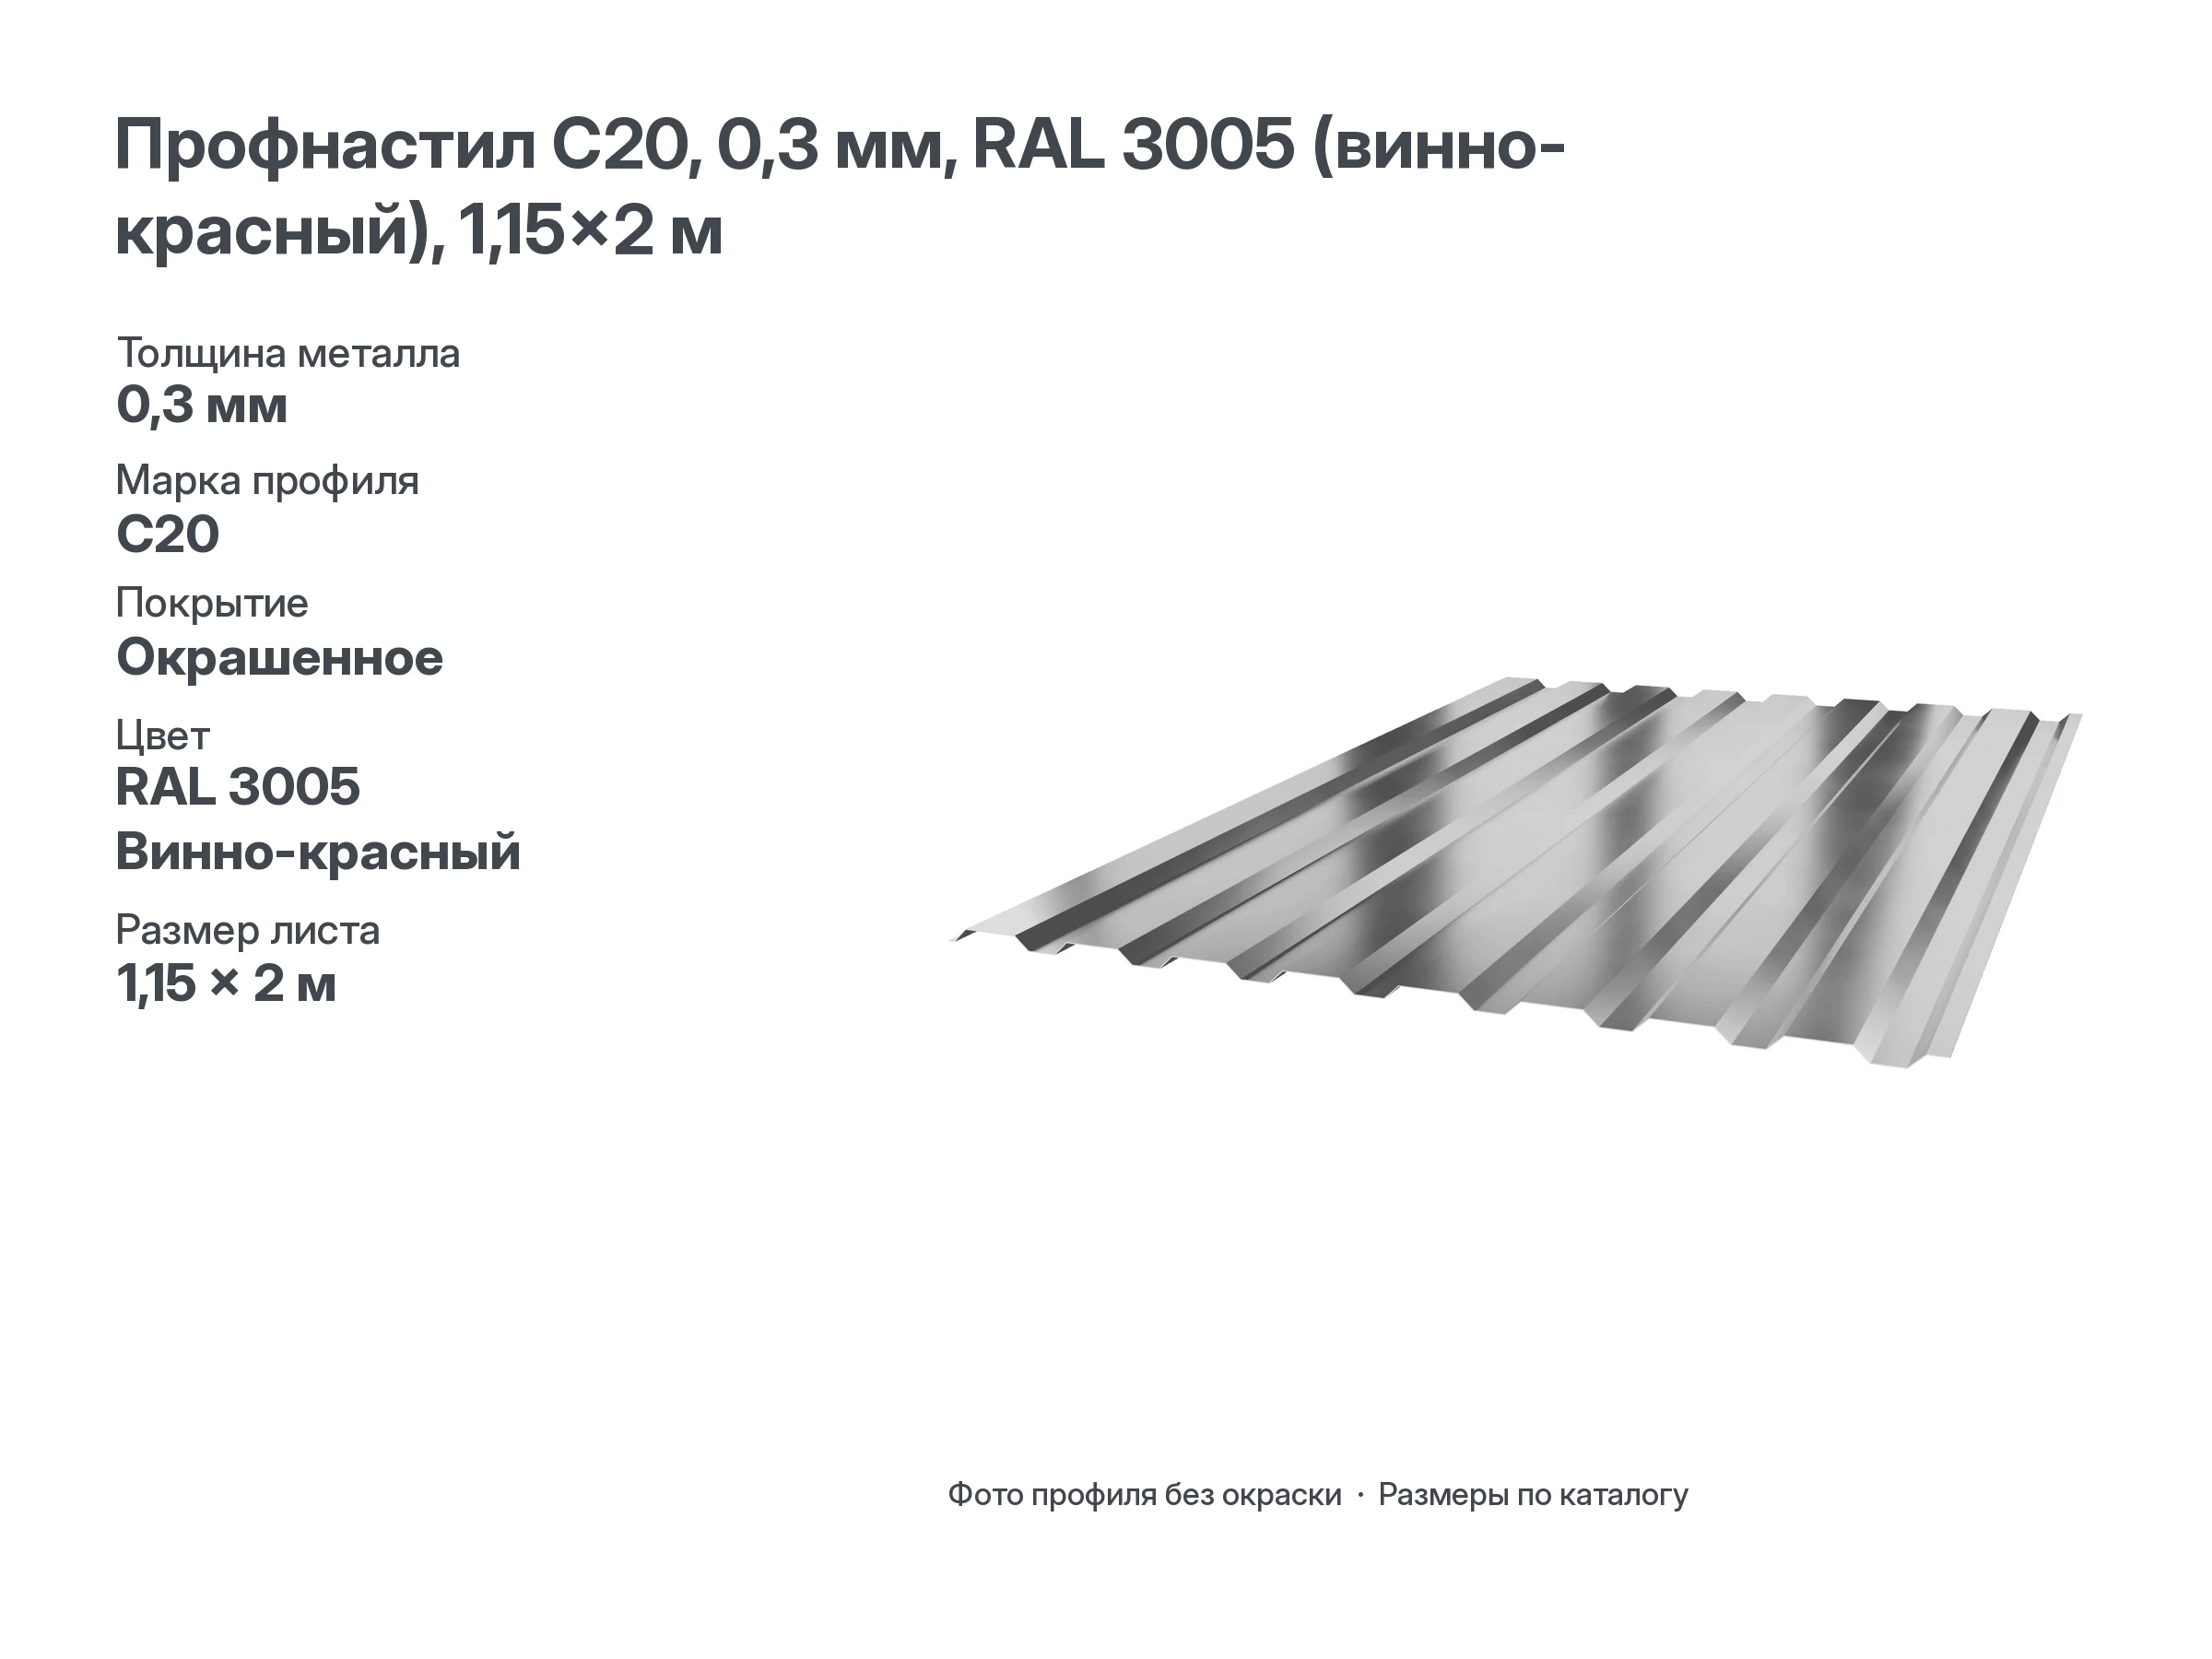 Профнастил С20, 0,3 мм, RAL 3005 (винно-
красный), 1,15×2 м
Толщина металла
0,3 мм
Марка профиля
С20
Покрытие
Окрашенное
Цвет
RAL 3005
Винно-красный
Размер листа
1,15 × 2 м
Фото профиля без окраски · Размеры по каталогу